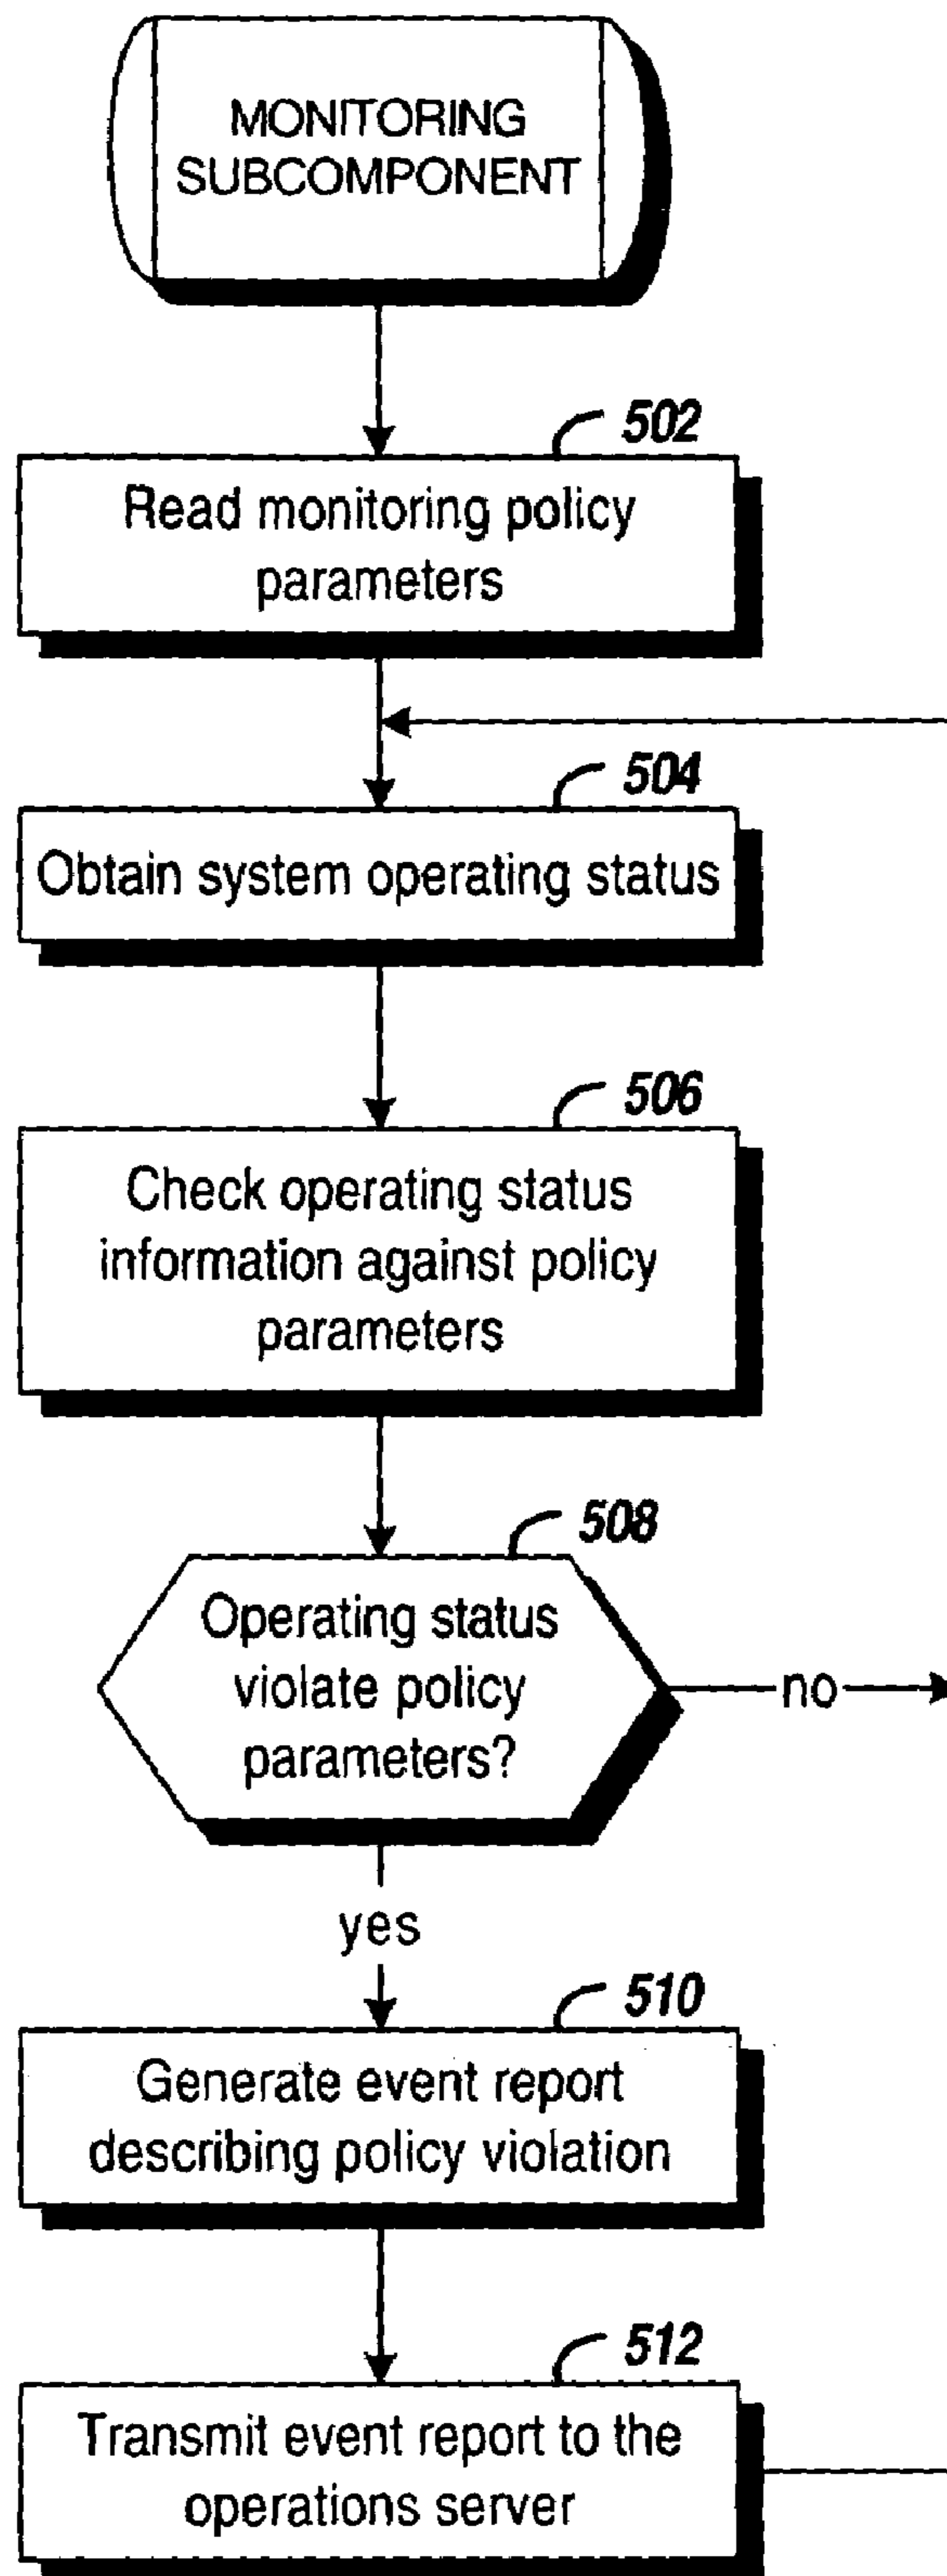 MONITORING
SUBCOMPONENT
502
Read monitoring policy
parameters
504
Obtain system operating status
506
Check operating status
information against policy
parameters
508
Operating status
violate policy
parameters?
no
yes
510
Generate event report
describing policy violation
512
Transmit event report to the
operations server